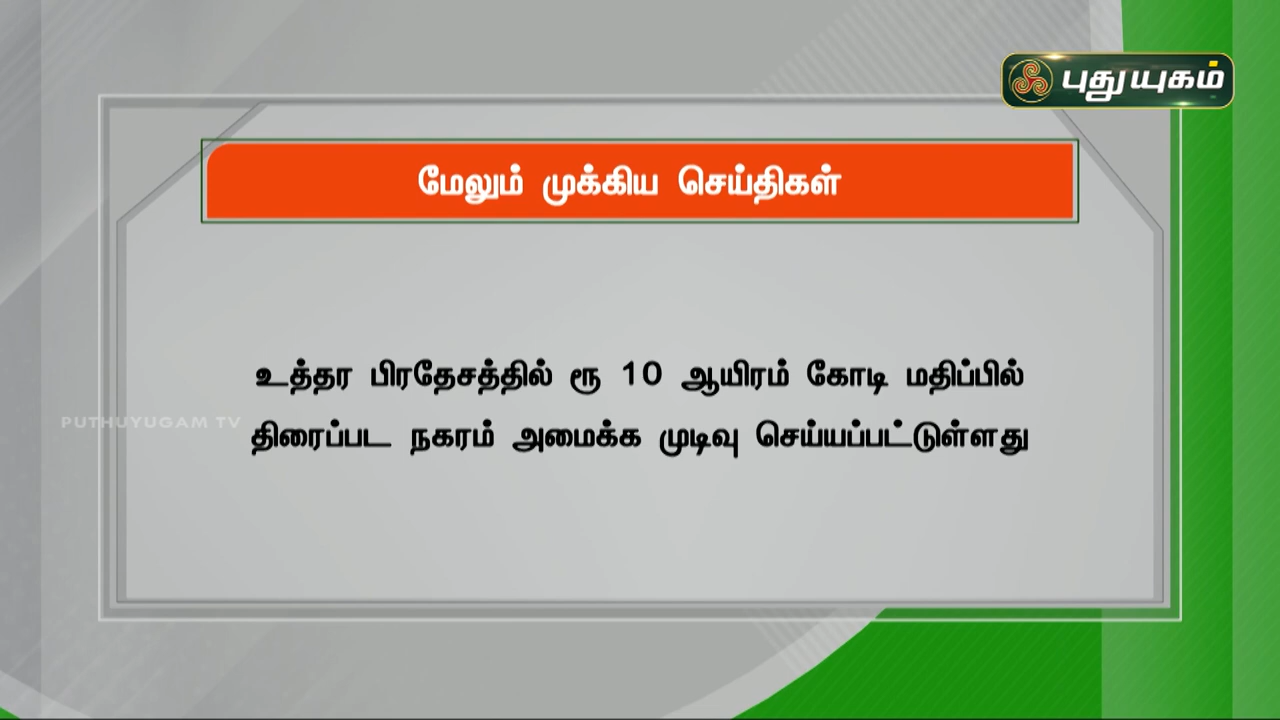 புதுயுகம்
மேலும் முக்கிய செய்திகள்
உத்தர பிரதேசத்தில் ரூ 10 ஆயிரம் கோடி மதிப்பில்
PUTHUYUGAM TV
திரைப்பட நகரம் அமைக்க முடிவு செய்யப்பட்டுள்ளது